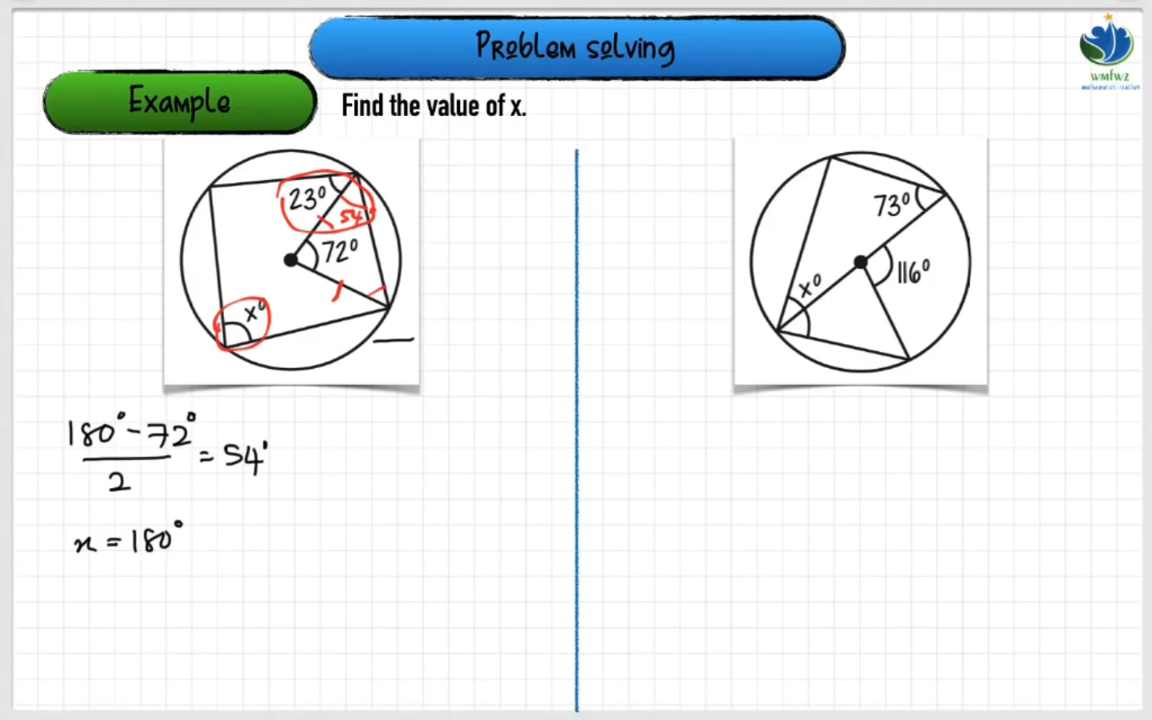 Problem solving
wmfwz
Example
Find the value of x.
23°
54
72°
x°
73°
116°
x°
180° - 72°
2
= 54°
x = 180°